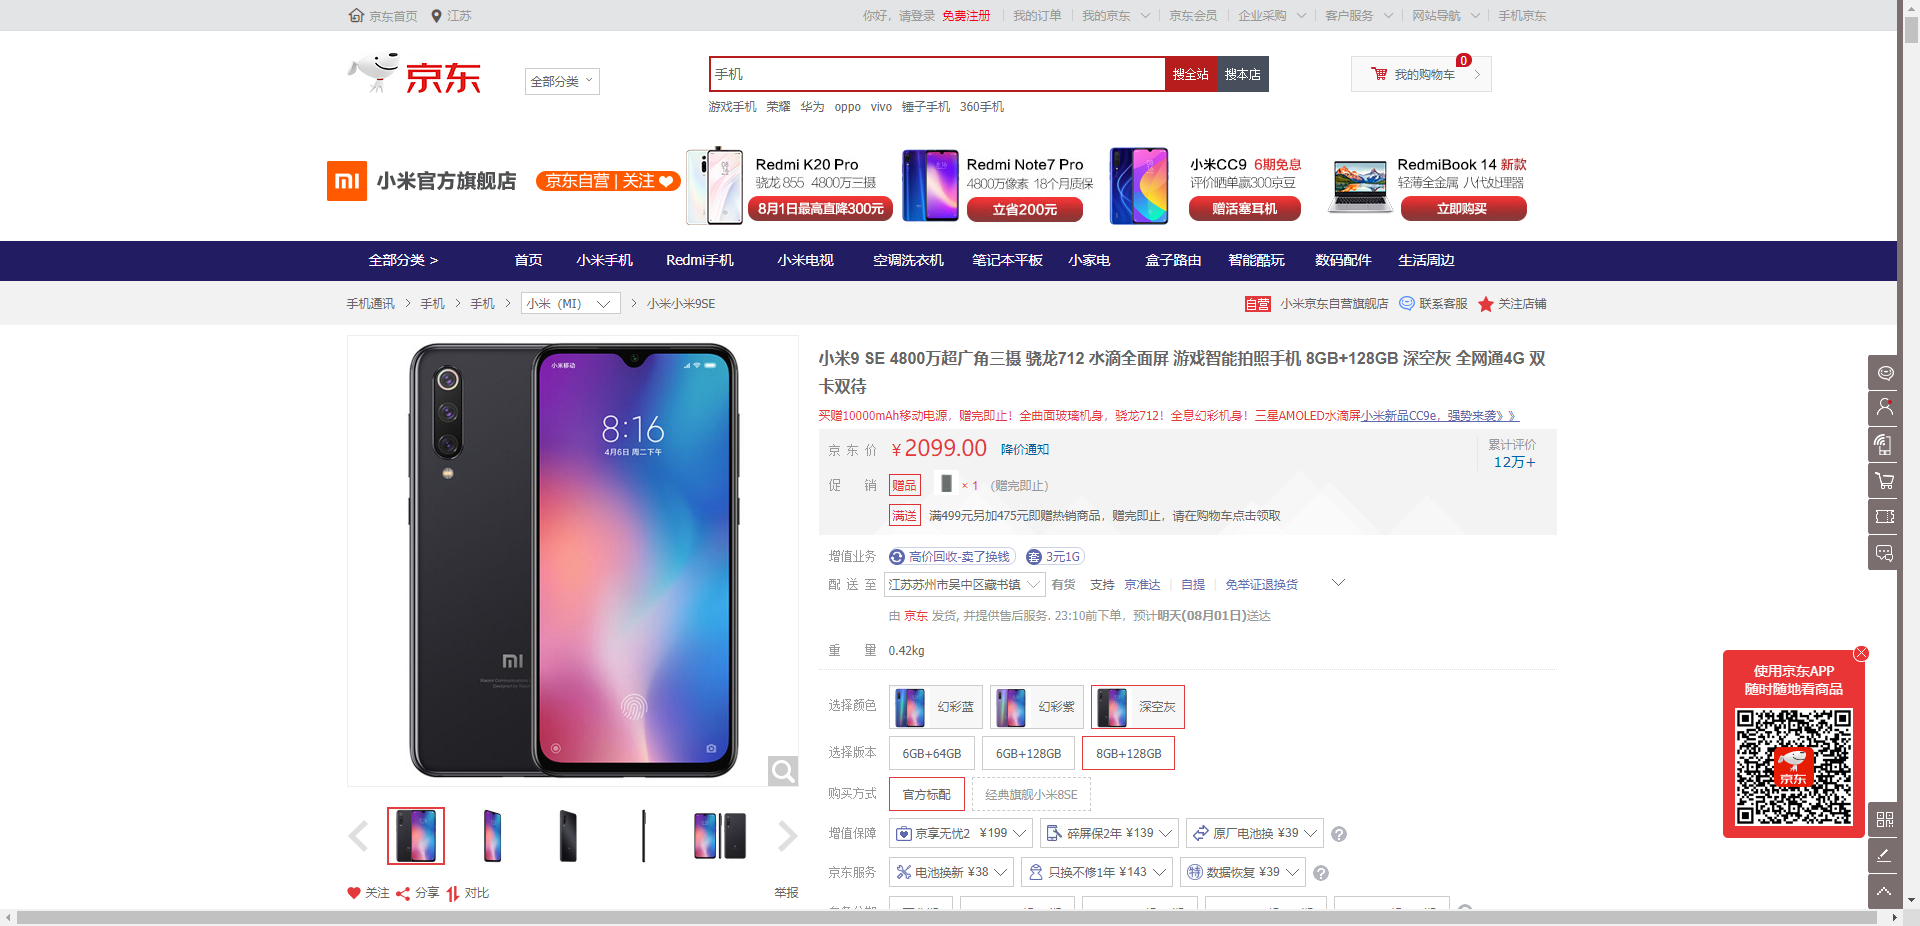 京东首页 江苏 你好，请登录 免费注册 我的订单 我的京东 京东会员 企业采购 客户服务 网站导航 手机京东
京东 全部分类 手机 搜全站 搜本店 0 我的购物车
游戏手机 荣耀 华为 oppo vivo 锤子手机 360手机
mi 小米官方旗舰店 京东自营 | 关注
Redmi K20 Pro
骁龙 855 4800万三摄
8月1日最高直降300元
Redmi Note7 Pro
4800万像素 18个月质保
立省200元
小米CC9 6期免息
评价晒单赢300京豆
赠活塞耳机
RedmiBook 14 新款
轻薄全金属 八代处理器
立即购买
全部分类 > 首页 小米手机 Redmi手机 小米电视 空调洗衣机 笔记本平板 小家电 盒子路由 智能酷玩 数码配件 生活周边
手机通讯 > 手机 > 手机 > 小米（MI） > 小米小米9SE 自营 小米京东自营旗舰店 联系客服 关注店铺
小米移动
8:16
4月6日 周二下午
mi
小米9 SE 4800万超广角三摄 骁龙712 水滴全面屏 游戏智能拍照手机 8GB+128GB 深空灰 全网通4G 双
卡双待
买赠10000mAh移动电源，赠完即止！全曲面玻璃机身，骁龙712！全息幻彩机身！三星AMOLED水滴屏小米新品CC9e，强势来袭》》
京东价 ￥2099.00 降价通知 累计评价
12万+
促销 赠品 × 1 （赠完即止）
满送 满499元另加475元即赠热销商品，赠完即止，请在购物车点击领取
增值业务 高价回收-卖了换钱 套 3元1G
配送至 江苏苏州市吴中区藏书镇 有货 支持 京准达 | 自提 | 免举证退换货
由 京东 发货, 并提供售后服务. 23:10前下单，预计明天(08月01日)送达
重量 0.42kg
选择颜色 幻彩蓝 幻彩紫 深空灰
选择版本 6GB+64GB 6GB+128GB 8GB+128GB
购买方式 官方标配 经典旗舰小米8SE
增值保障 京享无忧2 ¥199 碎屏保2年 ¥139 原厂电池换 ¥39 ?
京东服务 电池换新 ¥38 只换不修1年 ¥143 特 数据恢复 ¥39 ?
关注 分享 对比 举报
使用京东APP
随时随地看商品
京东